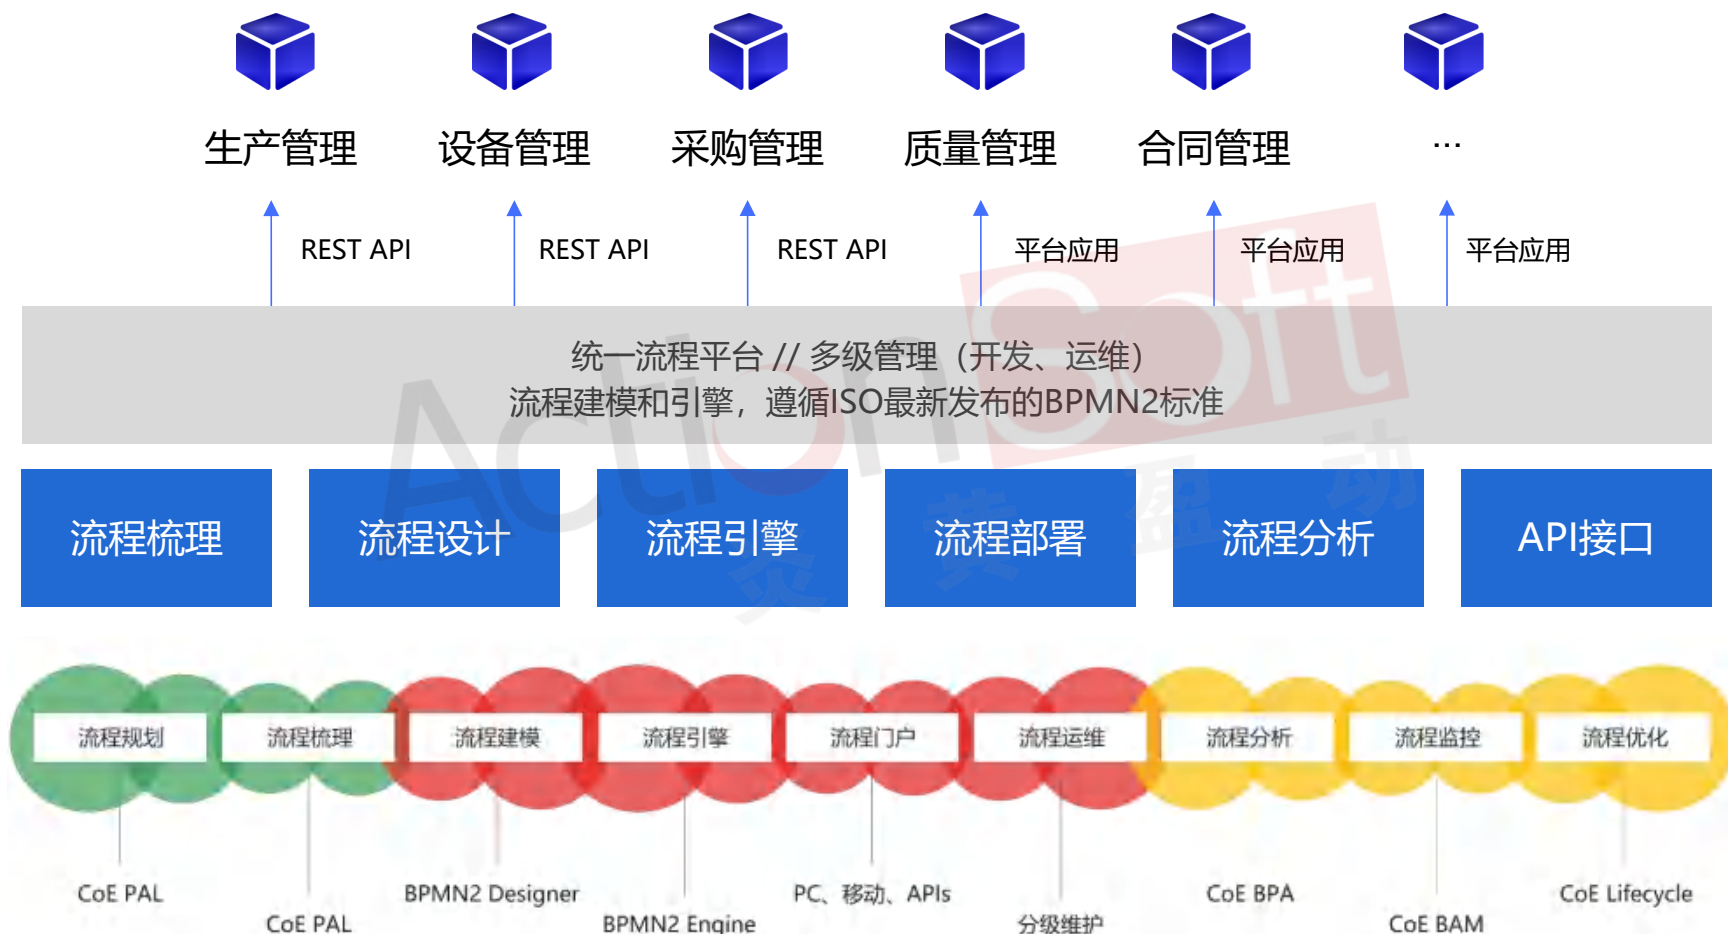 生产管理
设备管理
采购管理
质量管理
合同管理
...
REST API
REST API
REST API
平台应用
平台应用
平台应用
统一流程平台 // 多级管理（开发、运维）
流程建模和引擎，遵循ISO最新发布的BPMN2标准
ActionSoft
炎黄盈动
流程梳理
流程设计
流程引擎
流程部署
流程分析
API接口
流程规划
流程梳理
流程建模
流程引擎
流程门户
流程运维
流程分析
流程监控
流程优化
CoE PAL
CoE PAL
BPMN2 Designer
BPMN2 Engine
PC、移动、APIs
分级维护
CoE BPA
CoE BAM
CoE Lifecycle